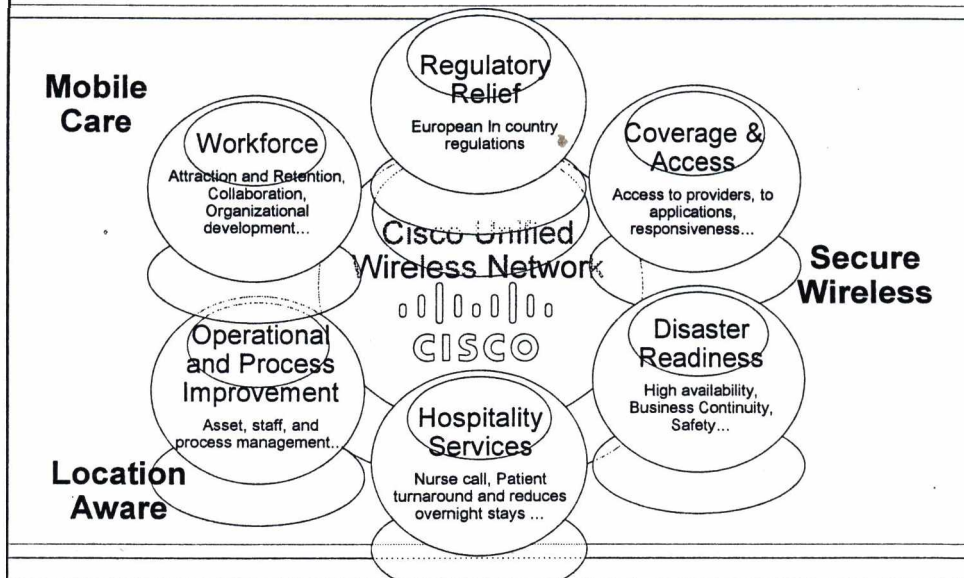 Mobile
Care
Regulatory
Relief
European In country
regulations
Workforce
Attraction and Retention,
Collaboration,
Organizational
development...
Coverage &
Access
Access to providers, to
applications,
responsiveness...
Cisco Unified
Wireless Network
CISCO
Secure
Wireless
Operational
and Process
Improvement
Asset, staff, and
process management...
Disaster
Readiness
High availability,
Business Continuity,
Safety...
Hospitality
Services
Nurse call, Patient
turnaround and reduces
overnight stays ...
Location
Aware